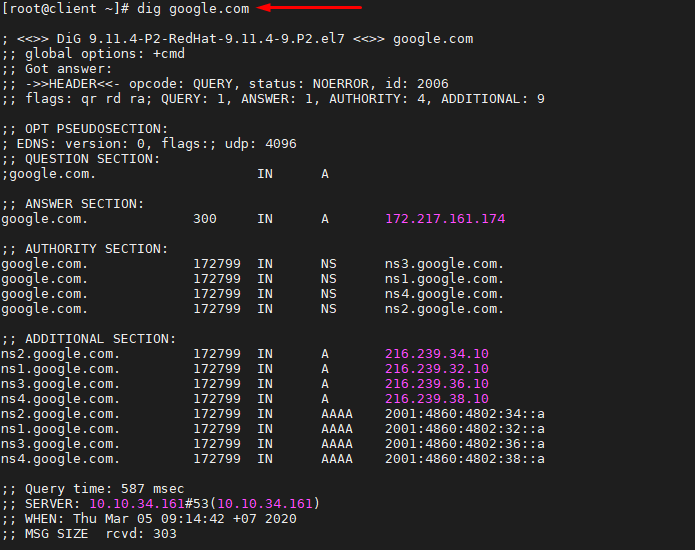 [root@client ~]# dig google.com
; <<>> DiG 9.11.4-P2-RedHat-9.11.4-9.P2.el7 <<>> google.com
;; global options: +cmd
;; Got answer:
;; ->>HEADER<<- opcode: QUERY, status: NOERROR, id: 2006
;; flags: qr rd ra; QUERY: 1, ANSWER: 1, AUTHORITY: 4, ADDITIONAL: 9
;; OPT PSEUDOSECTION:
; EDNS: version: 0, flags:; udp: 4096
;; QUESTION SECTION:
;google.com. IN A
;; ANSWER SECTION:
google.com. 300 IN A 172.217.161.174
;; AUTHORITY SECTION:
google.com. 172799 IN NS ns3.google.com.
google.com. 172799 IN NS ns1.google.com.
google.com. 172799 IN NS ns4.google.com.
google.com. 172799 IN NS ns2.google.com.
;; ADDITIONAL SECTION:
ns2.google.com. 172799 IN A 216.239.34.10
ns1.google.com. 172799 IN A 216.239.32.10
ns3.google.com. 172799 IN A 216.239.36.10
ns4.google.com. 172799 IN A 216.239.38.10
ns2.google.com. 172799 IN AAAA 2001:4860:4802:34::a
ns1.google.com. 172799 IN AAAA 2001:4860:4802:32::a
ns3.google.com. 172799 IN AAAA 2001:4860:4802:36::a
ns4.google.com. 172799 IN AAAA 2001:4860:4802:38::a
;; Query time: 587 msec
;; SERVER: 10.10.34.161#53(10.10.34.161)
;; WHEN: Thu Mar 05 09:14:42 +07 2020
;; MSG SIZE rcvd: 303